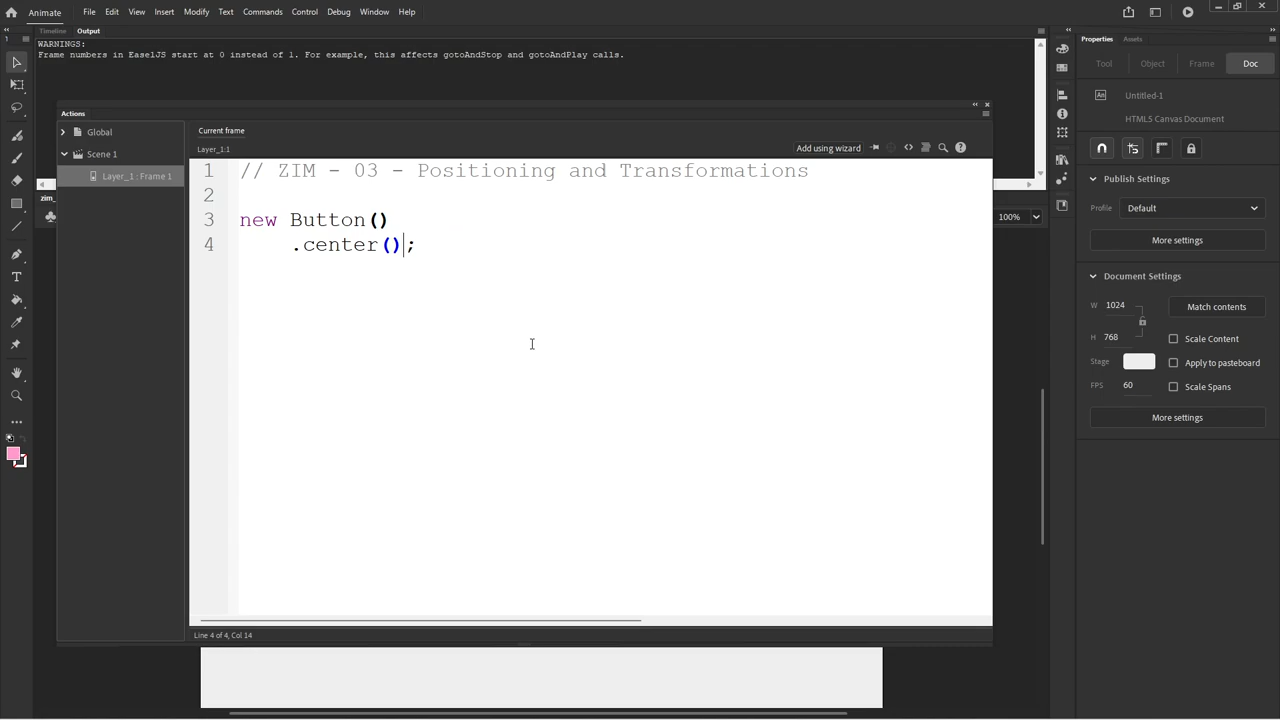 Animate File Edit View Insert Modify Text Commands Control Debug Window Help
Timeline Output
WARNINGS:
Frame numbers in EaselJS start at 0 instead of 1. For example, this affects gotoAndStop and gotoAndPlay calls.
Actions
Global
Scene 1
Layer_1 : Frame 1
Current frame
Layer_1:1
Add using wizard
1 // ZIM - 03 - Positioning and Transformations
2
3 new Button()
4 .center();
Line 4 of 4, Col 14
zim_
100%
Properties Assets
Tool Object Frame Doc
An Untitled-1
HTML5 Canvas Document
Publish Settings
Profile Default
More settings
Document Settings
W 1024 Match contents
H 768 Scale Content
Stage Apply to pasteboard
FPS 60 Scale Spans
More settings